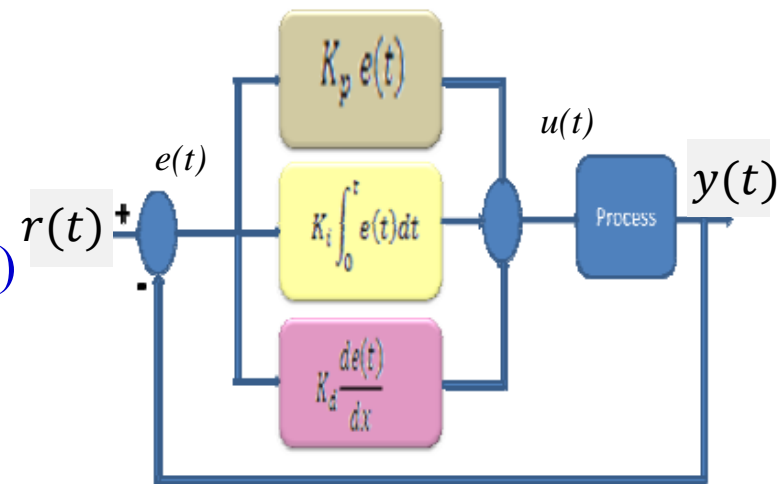 K_p e(t)
u(t)
e(t)
y(t)
r(t)
+
K_i ∫_0^t e(t)dt
Process
)
-
K_d de(t)/dx